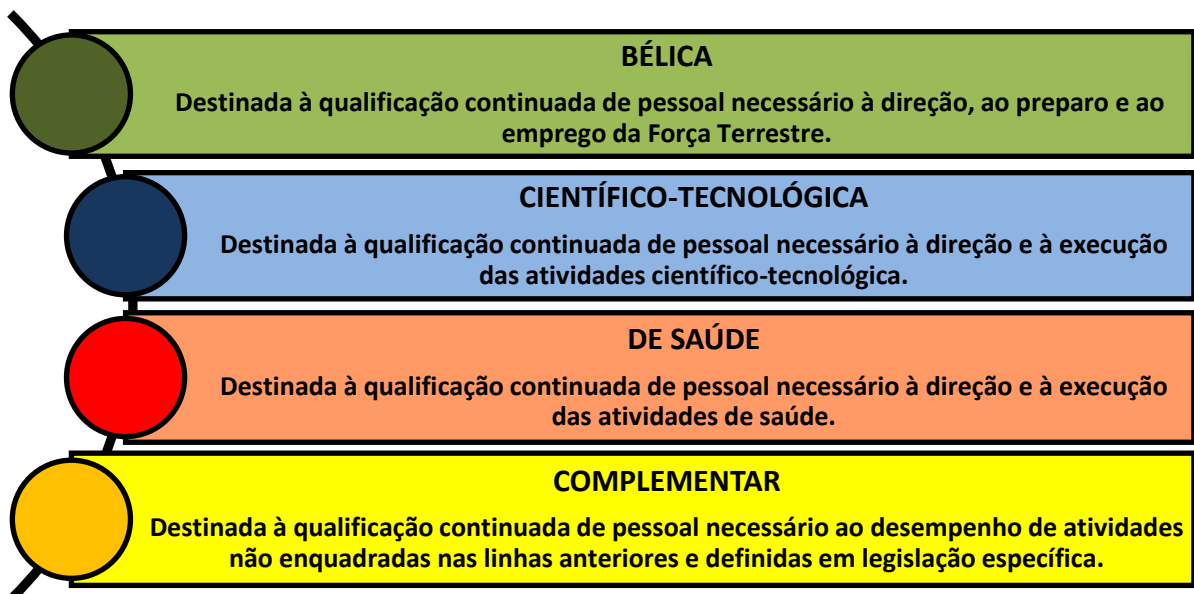 BÉLICA
Destinada à qualificação continuada de pessoal necessário à direção, ao preparo e ao
emprego da Força Terrestre.
CIENTÍFICO-TECNOLÓGICA
Destinada à qualificação continuada de pessoal necessário à direção e à execução
das atividades científico-tecnológica.
DE SAÚDE
Destinada à qualificação continuada de pessoal necessário à direção e à execução
das atividades de saúde.
COMPLEMENTAR
Destinada à qualificação continuada de pessoal necessário ao desempenho de atividades
não enquadradas nas linhas anteriores e definidas em legislação específica.